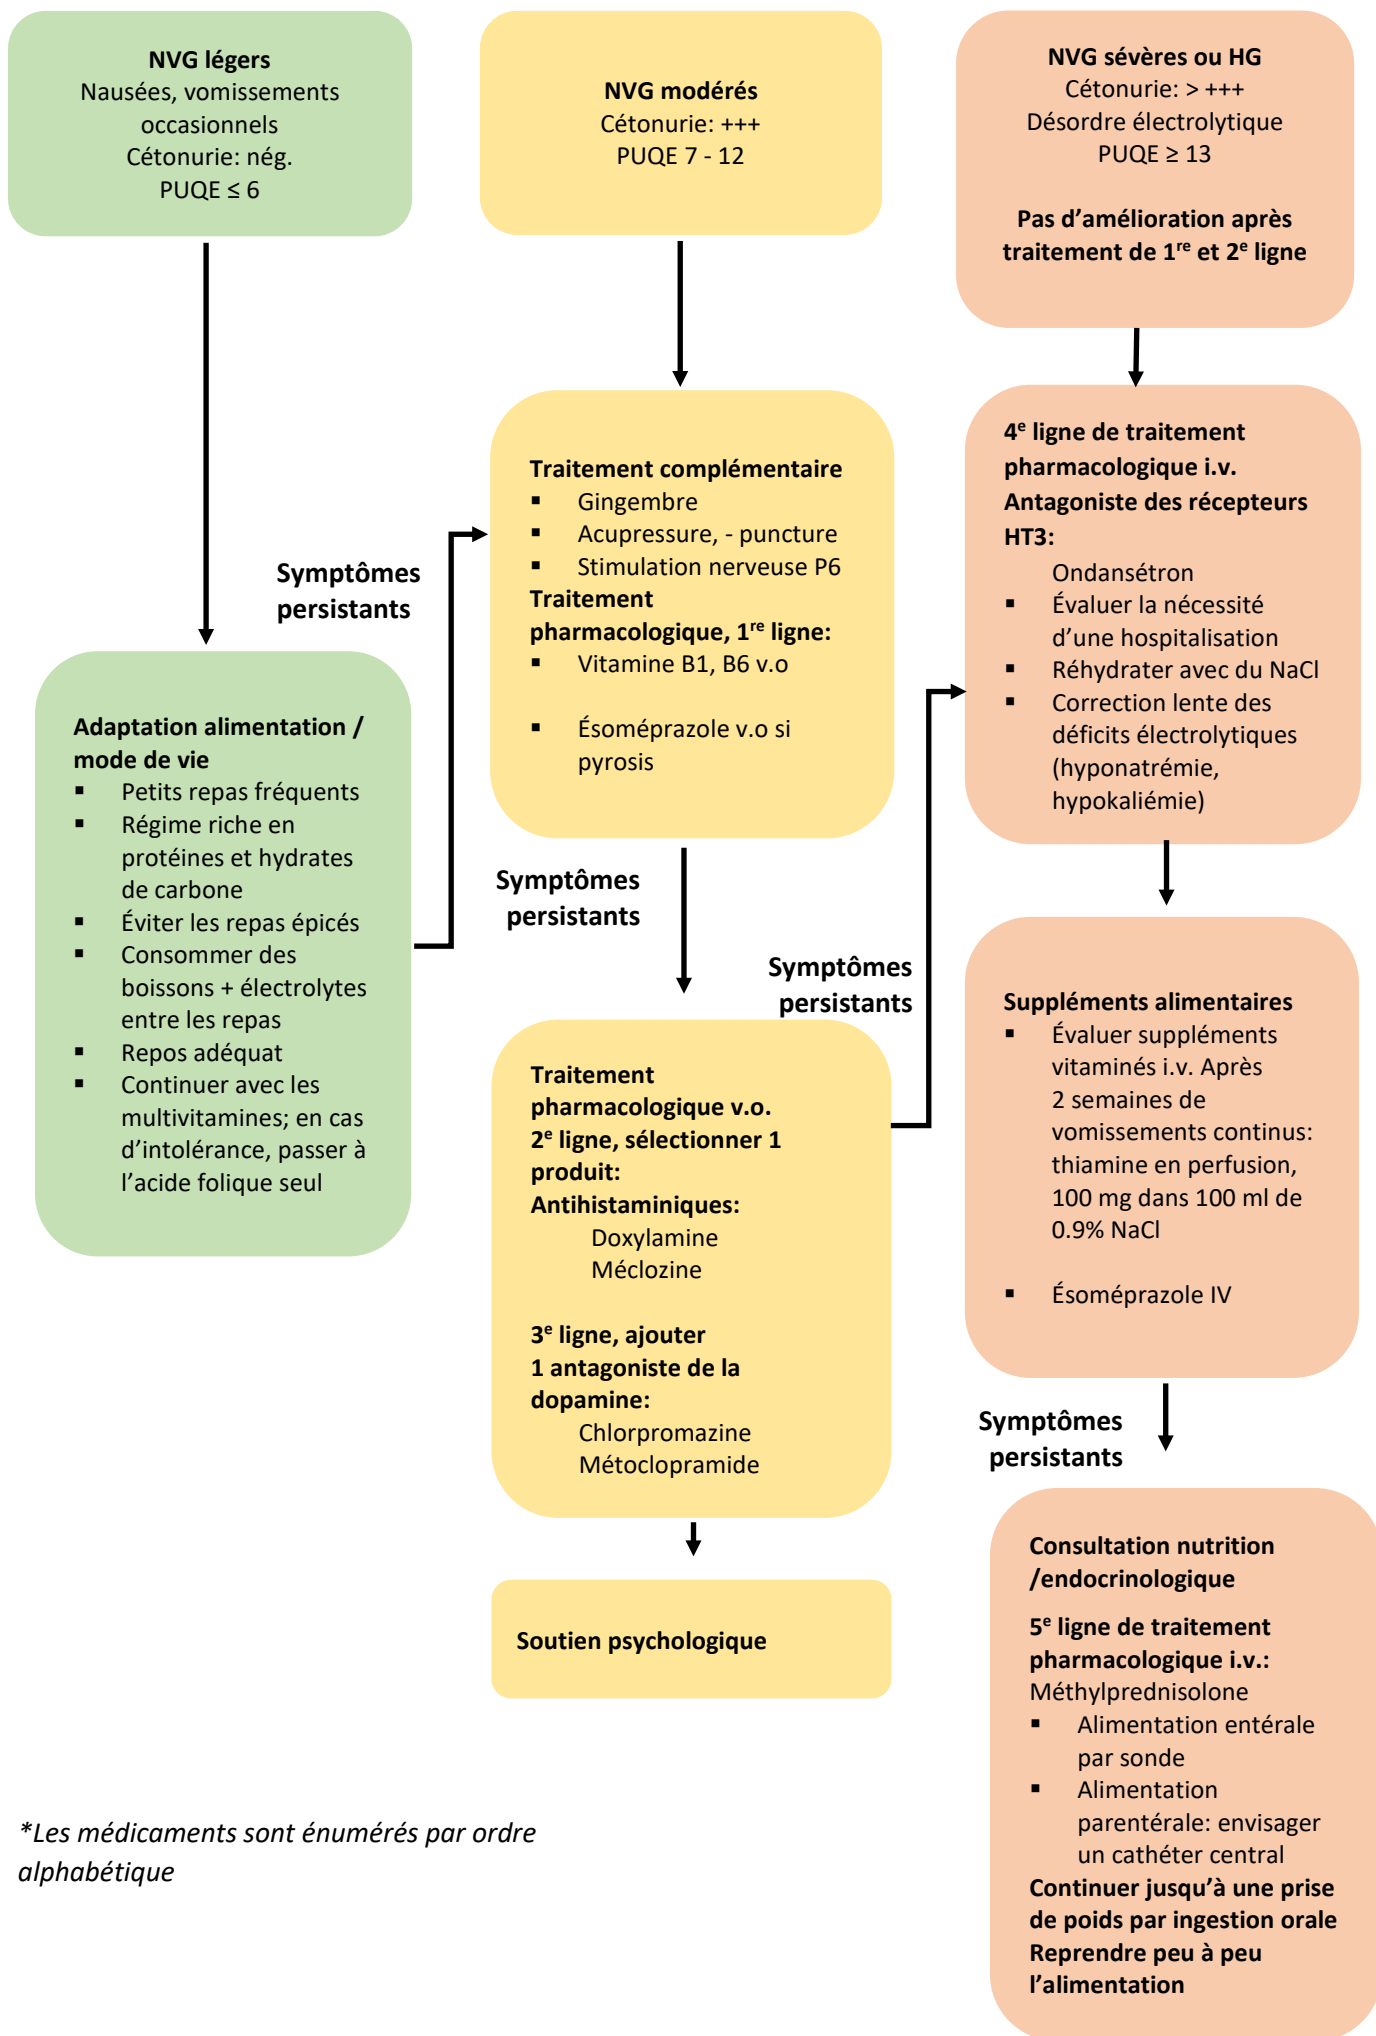 NVG légers
Nausées, vomissements
occasionnels
Cétonurie: nég.
PUQE ≤ 6
NVG modérés
Cétonurie: +++
PUQE 7 - 12
NVG sévères ou HG
Cétonurie: > +++
Désordre électrolytique
PUQE ≥ 13
Pas d’amélioration après
traitement de 1re et 2e ligne
Symptômes
persistants
Adaptation alimentation /
mode de vie
▪ Petits repas fréquents
▪ Régime riche en
protéines et hydrates
de carbone
▪ Éviter les repas épicés
▪ Consommer des
boissons + électrolytes
entre les repas
▪ Repos adéquat
▪ Continuer avec les
multivitamines; en cas
d’intolérance, passer à
l’acide folique seul
Traitement complémentaire
▪ Gingembre
▪ Acupressure, - puncture
▪ Stimulation nerveuse P6
Traitement
pharmacologique, 1re ligne:
▪ Vitamine B1, B6 v.o
▪ Ésoméprazole v.o si
pyrosis
Symptômes
persistants
Traitement
pharmacologique v.o.
2e ligne, sélectionner 1
produit:
Antihistaminiques:
Doxylamine
Méclozine
3e ligne, ajouter
1 antagoniste de la
dopamine:
Chlorpromazine
Métoclopramide
Soutien psychologique
Symptômes
persistants
4e ligne de traitement
pharmacologique i.v.
Antagoniste des récepteurs
HT3:
Ondansétron
▪ Évaluer la nécessité
d’une hospitalisation
▪ Réhydrater avec du NaCl
▪ Correction lente des
déficits électrolytiques
(hyponatrémie,
hypokaliémie)
Suppléments alimentaires
▪ Évaluer suppléments
vitaminés i.v. Après
2 semaines de
vomissements continus:
thiamine en perfusion,
100 mg dans 100 ml de
0.9% NaCl
▪ Ésoméprazole IV
Symptômes
persistants
Consultation nutrition
/endocrinologique
5e ligne de traitement
pharmacologique i.v.:
Méthylprednisolone
▪ Alimentation entérale
par sonde
▪ Alimentation
parentérale: envisager
un cathéter central
Continuer jusqu’à une prise
de poids par ingestion orale
Reprendre peu à peu
l’alimentation
*Les médicaments sont énumérés par ordre
alphabétique